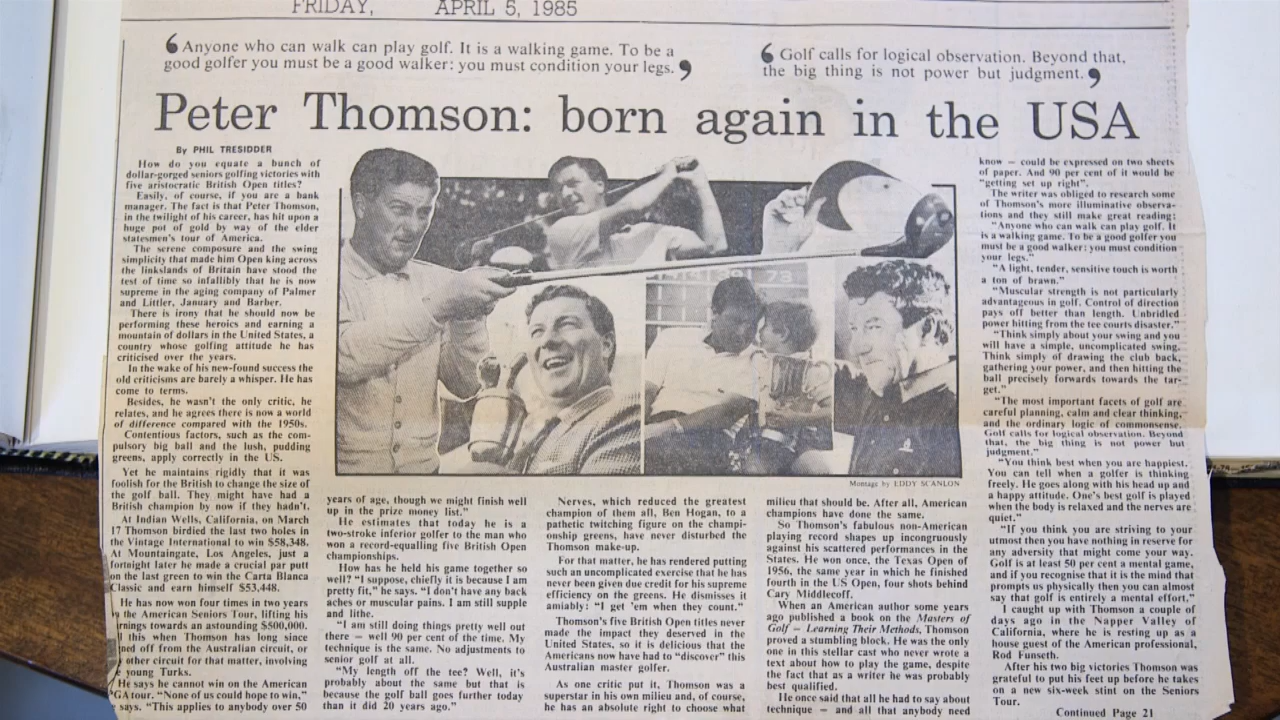 FRIDAY, APRIL 5, 1985
❛Anyone who can walk can play golf. It is a walking game. To be a
good golfer you must be a good walker: you must condition your legs.❜
❛Golf calls for logical observation. Beyond that,
the big thing is not power but judgment.❜
Peter Thomson: born again in the USA
By PHIL TRESIDDER
How do you equate a bunch of
dollar-gorged seniors golfing victories with
five aristocratic British Open titles?
Easily, of course, if you are a bank
manager. The fact is that Peter Thomson,
in the twilight of his career, has hit upon a
huge pot of gold by way of the elder
statesmen's tour of America.
The serene composure and the swing
simplicity that made him Open king across
the linkslands of Britain have stood the
test of time so infallibly that he is now
supreme in the aging company of Palmer
and Littler, January and Barber.
There is irony that he should now be
performing these heroics and earning a
mountain of dollars in the United States, a
country whose golfing attitude he has
criticised over the years.
In the wake of his new-found success the
old criticisms are barely a whisper. He has
come to terms.
Besides, he wasn't the only critic, he
relates, and he agrees there is now a world
of difference compared with the 1950s.
Contentious factors, such as the com-
pulsory big ball and the lush, pudding
greens, apply correctly in the US.
Yet he maintains rigidly that it was
foolish for the British to change the size of
the golf ball. They might have had a
British champion by now if they hadn't.
At Indian Wells, California, on March
17 Thomson birdied the last two holes in
the Vintage International to win $58,348.
At Mountaingate, Los Angeles, just a
fortnight later he made a crucial par putt
on the last green to win the Carta Blanca
Classic and earn himself $53,448.
He has now won four times in two years
the American Seniors Tour, lifting his
rnings towards an astounding $500,000.
l this when Thomson has long since
ned off from the Australian circuit, or
other circuit for that matter, involving
young Turks.
He says he cannot win on the American
PGA tour. "None of us could hope to win,"
says. "This applies to anybody over 50
Montage by EDDY SCANLON
years of age, though we might finish well
up in the prize money list."
He estimates that today he is a
two-stroke inferior golfer to the man who
won a record-equalling five British Open
championships.
How has he held his game together so
well? "I suppose, chiefly it is because I am
pretty fit," he says. "I don't have any back
aches or muscular pains. I am still supple
and lithe.
"I am still doing things pretty well out
there — well 90 per cent of the time. My
technique is the same. No adjustments to
senior golf at all.
"My length off the tee? Well, it's
probably about the same but that is
because the golf ball goes further today
than it did 20 years ago."
Nerves, which reduced the greatest
champion of them all, Ben Hogan, to a
pathetic twitching figure on the champi-
onship greens, have never disturbed the
Thomson make-up.
For that matter, he has rendered putting
such an uncomplicated exercise that he has
never been given due credit for his supreme
efficiency on the greens. He dismisses it
amiably: "I get 'em when they count."
Thomson's five British Open titles never
made the impact they deserved in the
United States, so it is delicious that the
Americans now have had to "discover" this
Australian master golfer.
As one critic put it, Thomson was a
superstar in his own milieu and, of course,
he has an absolute right to choose what
milieu that should be. After all, American
champions have done the same.
So Thomson's fabulous non-American
playing record shapes up incongruously
against his scattered performances in the
States. He won once, the Texas Open of
1956, the same year in which he finished
fourth in the US Open, four shots behind
Cary Middlecoff.
When an American author some years
ago published a book on the Masters of
Golf — Learning Their Methods, Thomson
proved a stumbling block. He was the only
one in this stellar cast who never wrote a
text about how to play the game, despite
the fact that as a writer he was probably
best qualified.
He once said that all he had to say about
technique — and all that anybody need
know — could be expressed on two sheets
of paper. And 90 per cent of it would be
"getting set up right".
The writer was obliged to research some
of Thomson's more illuminative observa-
tions and they still make great reading:
"Anyone who can walk can play golf. It
is a walking game. To be a good golfer you
must be a good walker: you must condition
your legs."
"A light, tender, sensitive touch is worth
a ton of brawn."
"Muscular strength is not particularly
advantageous in golf. Control of direction
pays off better than length. Unbridled
power hitting from the tee courts disaster."
"Think simply about your swing and you
will have a simple, uncomplicated swing.
Think simply of drawing the club back,
gathering your power, and then hitting the
ball precisely forwards towards the tar-
get."
"The most important facets of golf are
careful planning, calm and clear thinking,
and the ordinary logic of commonsense.
Golf calls for logical observation. Beyond
that, the big thing is not power but
judgment."
"You think best when you are happiest.
You can tell when a golfer is thinking
freely. He goes along with his head up and
a happy attitude. One's best golf is played
when the body is relaxed and the nerves are
quiet."
"If you think you are striving to your
utmost then you have nothing in reserve for
any adversity that might come your way.
Golf is at least 50 per cent a mental game,
and if you recognise that it is the mind that
prompts us physically then you can almost
say that golf is entirely a mental effort."
I caught up with Thomson a couple of
days ago in the Napper Valley of
California, where he is resting up as a
house guest of the American professional,
Rod Funseth.
After his two big victories Thomson was
grateful to put his feet up before he takes
on a new six-week stint on the Seniors
Tour.
Continued Page 21